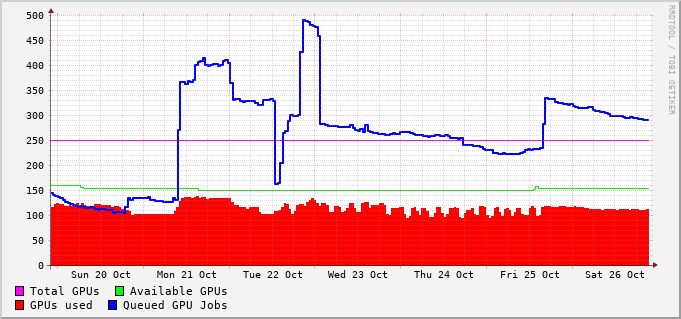 500
450
400
350
300
250
200
150
100
50
0
Sun 20 Oct Mon 21 Oct Tue 22 Oct Wed 23 Oct Thu 24 Oct Fri 25 Oct Sat 26 Oct
Total GPUs Available GPUs
GPUs used Queued GPU Jobs
RRDTOOL / TOBI OETIKER